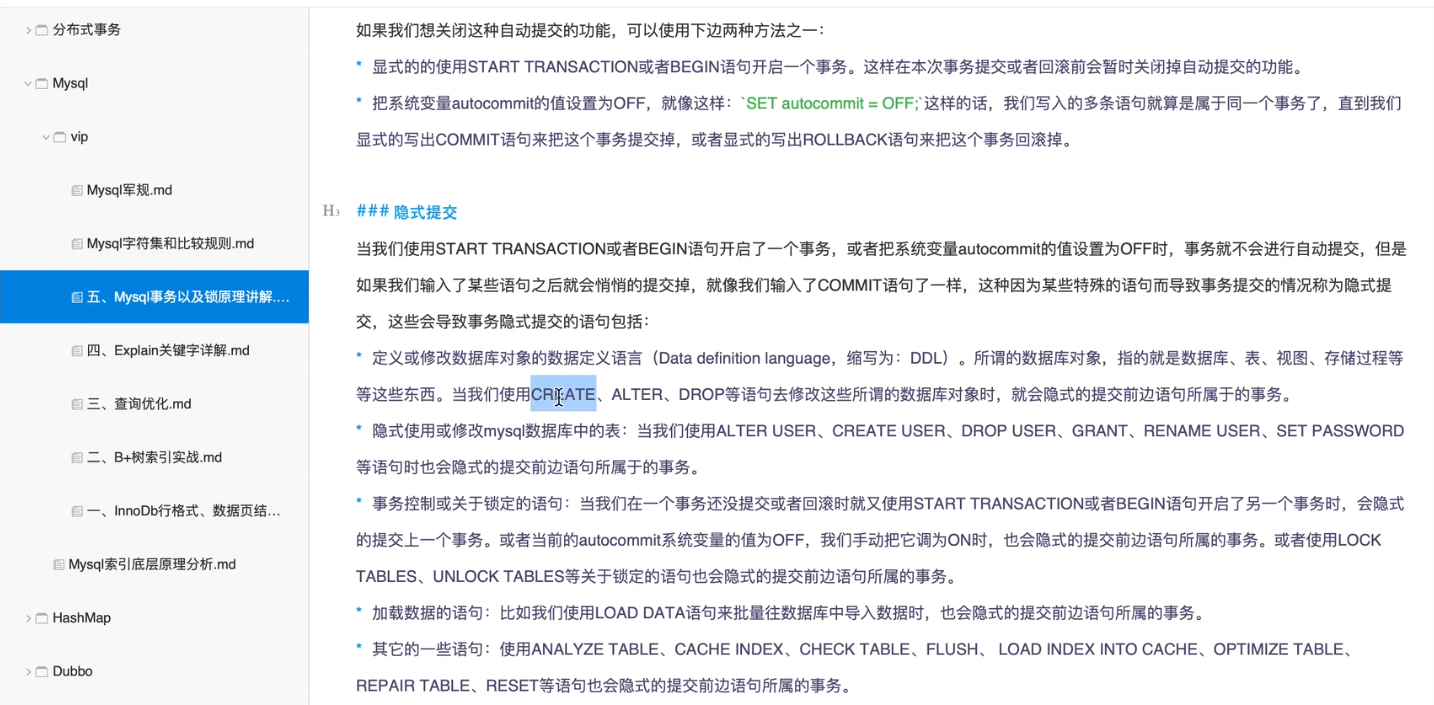 分布式事务
Mysql
vip
Mysql军规.md
Mysql字符集和比较规则.md
五、Mysql事务以及锁原理讲解....
四、Explain关键字详解.md
三、查询优化.md
二、B+树索引实战.md
一、InnoDb行格式、数据页结...
Mysql索引底层原理分析.md
HashMap
Dubbo
如果我们想关闭这种自动提交的功能，可以使用下边两种方法之一：
* 显式的的使用START TRANSACTION或者BEGIN语句开启一个事务。这样在本次事务提交或者回滚前会暂时关闭掉自动提交的功能。
* 把系统变量autocommit的值设置为OFF，就像这样：`SET autocommit = OFF;`这样的话，我们写入的多条语句就算是属于同一个事务了，直到我们
显式的写出COMMIT语句来把这个事务提交掉，或者显式的写出ROLLBACK语句来把这个事务回滚掉。
H3 ### 隐式提交
当我们使用START TRANSACTION或者BEGIN语句开启了一个事务，或者把系统变量autocommit的值设置为OFF时，事务就不会进行自动提交，但是
如果我们输入了某些语句之后就会悄悄的提交掉，就像我们输入了COMMIT语句了一样，这种因为某些特殊的语句而导致事务提交的情况称为隐式提
交，这些会导致事务隐式提交的语句包括：
* 定义或修改数据库对象的数据定义语言（Data definition language，缩写为：DDL）。所谓的数据库对象，指的就是数据库、表、视图、存储过程等
等这些东西。当我们使用CREATE、ALTER、DROP等语句去修改这些所谓的数据库对象时，就会隐式的提交前边语句所属于的事务。
* 隐式使用或修改mysql数据库中的表：当我们使用ALTER USER、CREATE USER、DROP USER、GRANT、RENAME USER、SET PASSWORD
等语句时也会隐式的提交前边语句所属于的事务。
* 事务控制或关于锁定的语句：当我们在一个事务还没提交或者回滚时就又使用START TRANSACTION或者BEGIN语句开启了另一个事务时，会隐式
的提交上一个事务。或者当前的autocommit系统变量的值为OFF，我们手动把它调为ON时，也会隐式的提交前边语句所属的事务。或者使用LOCK
TABLES、UNLOCK TABLES等关于锁定的语句也会隐式的提交前边语句所属的事务。
* 加载数据的语句：比如我们使用LOAD DATA语句来批量往数据库中导入数据时，也会隐式的提交前边语句所属的事务。
* 其它的一些语句：使用ANALYZE TABLE、CACHE INDEX、CHECK TABLE、FLUSH、 LOAD INDEX INTO CACHE、OPTIMIZE TABLE、
REPAIR TABLE、RESET等语句也会隐式的提交前边语句所属的事务。